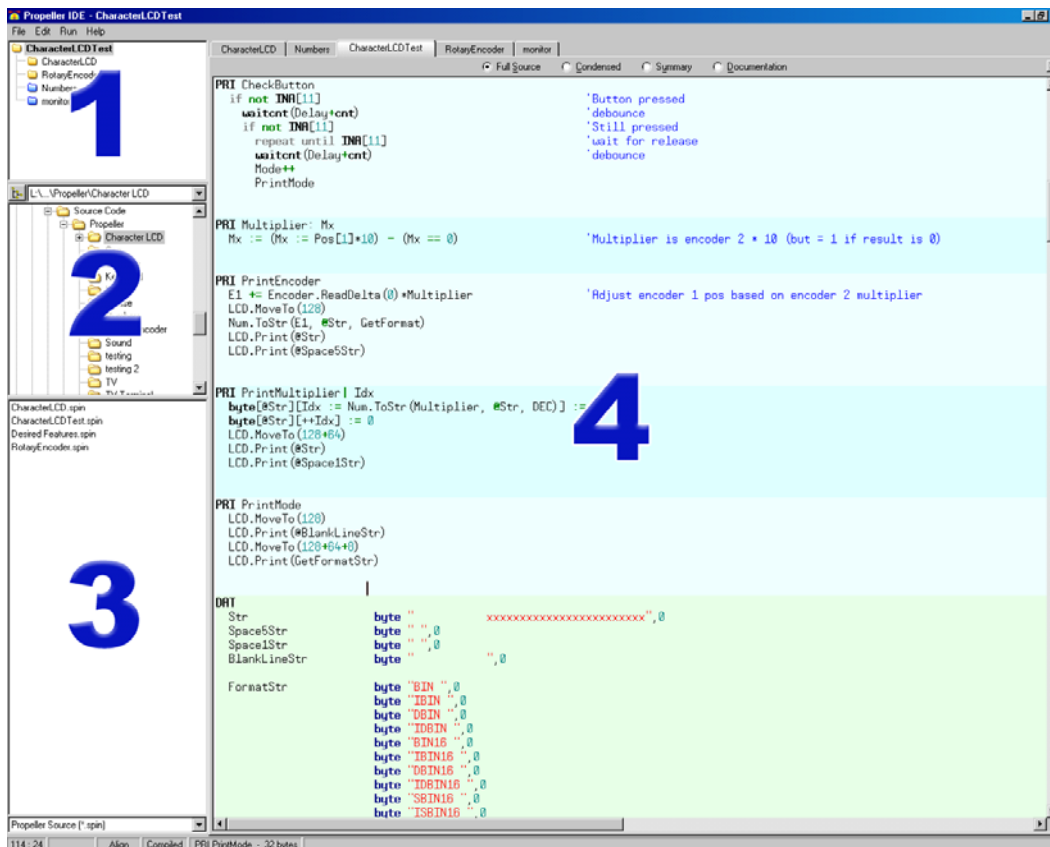 Propeller IDE - CharacterLCDTest
File Edit Run Help
CharacterLCDTest
CharacterLCD
RotaryEncod
Numbers
monito
1
L:\...\Propeller\Character LCD
Source Code
Propeller
Character LCD
coder
Sound
testing
testing 2
TV
TV Terminal
2
CharacterLCD.spin
CharacterLCDTest.spin
Desired Features.spin
RotaryEncoder.spin
3
Propeller Source (*.spin)
CharacterLCD Numbers CharacterLCDTest RotaryEncoder monitor
Full Source Condensed Summary Documentation
PRI CheckButton
if not INA[11] 'Button pressed
waitcnt(Delay+cnt) 'debounce
if not INA[11] 'Still pressed
repeat until INA[11] 'wait for release
waitcnt(Delay+cnt) 'debounce
Mode++
PrintMode
PRI Multiplier: Mx
Mx := (Mx := Pos[1]*10) - (Mx == 0) 'Multiplier is encoder 2 * 10 (but = 1 if result is 0)
PRI PrintEncoder
E1 += Encoder.ReadDelta(0)*Multiplier 'Adjust encoder 1 pos based on encoder 2 multiplier
LCD.MoveTo(128)
Num.ToStr(E1, @Str, GetFormat)
LCD.Print(@Str)
LCD.Print(@Space5Str)
PRI PrintMultiplier| Idx
byte[@Str][Idx := Num.ToStr(Multiplier, @Str, DEC)] :=
byte[@Str][++Idx] := 0
LCD.MoveTo(128+64)
LCD.Print(@Str)
LCD.Print(@Space1Str)
4
PRI PrintMode
LCD.MoveTo(128)
LCD.Print(@BlankLineStr)
LCD.MoveTo(128+64+0)
LCD.Print(GetFormatStr)
DAT
Str byte " xxxxxxxxxxxxxxxxxxxxxxxx",0
Space5Str byte " ",0
Space1Str byte " ",0
BlankLineStr byte " ",0
FormatStr byte "BIN ",0
byte "IBIN ",0
byte "DBIN ",0
byte "IDBIN ",0
byte "BIN16 ",0
byte "IBIN16 ",0
byte "DBIN16 ",0
byte "IDBIN16 ",0
byte "SBIN16 ",0
byte "ISBIN16 ",0
114 : 24 Align Compiled PRI PrintMode - 32 bytes